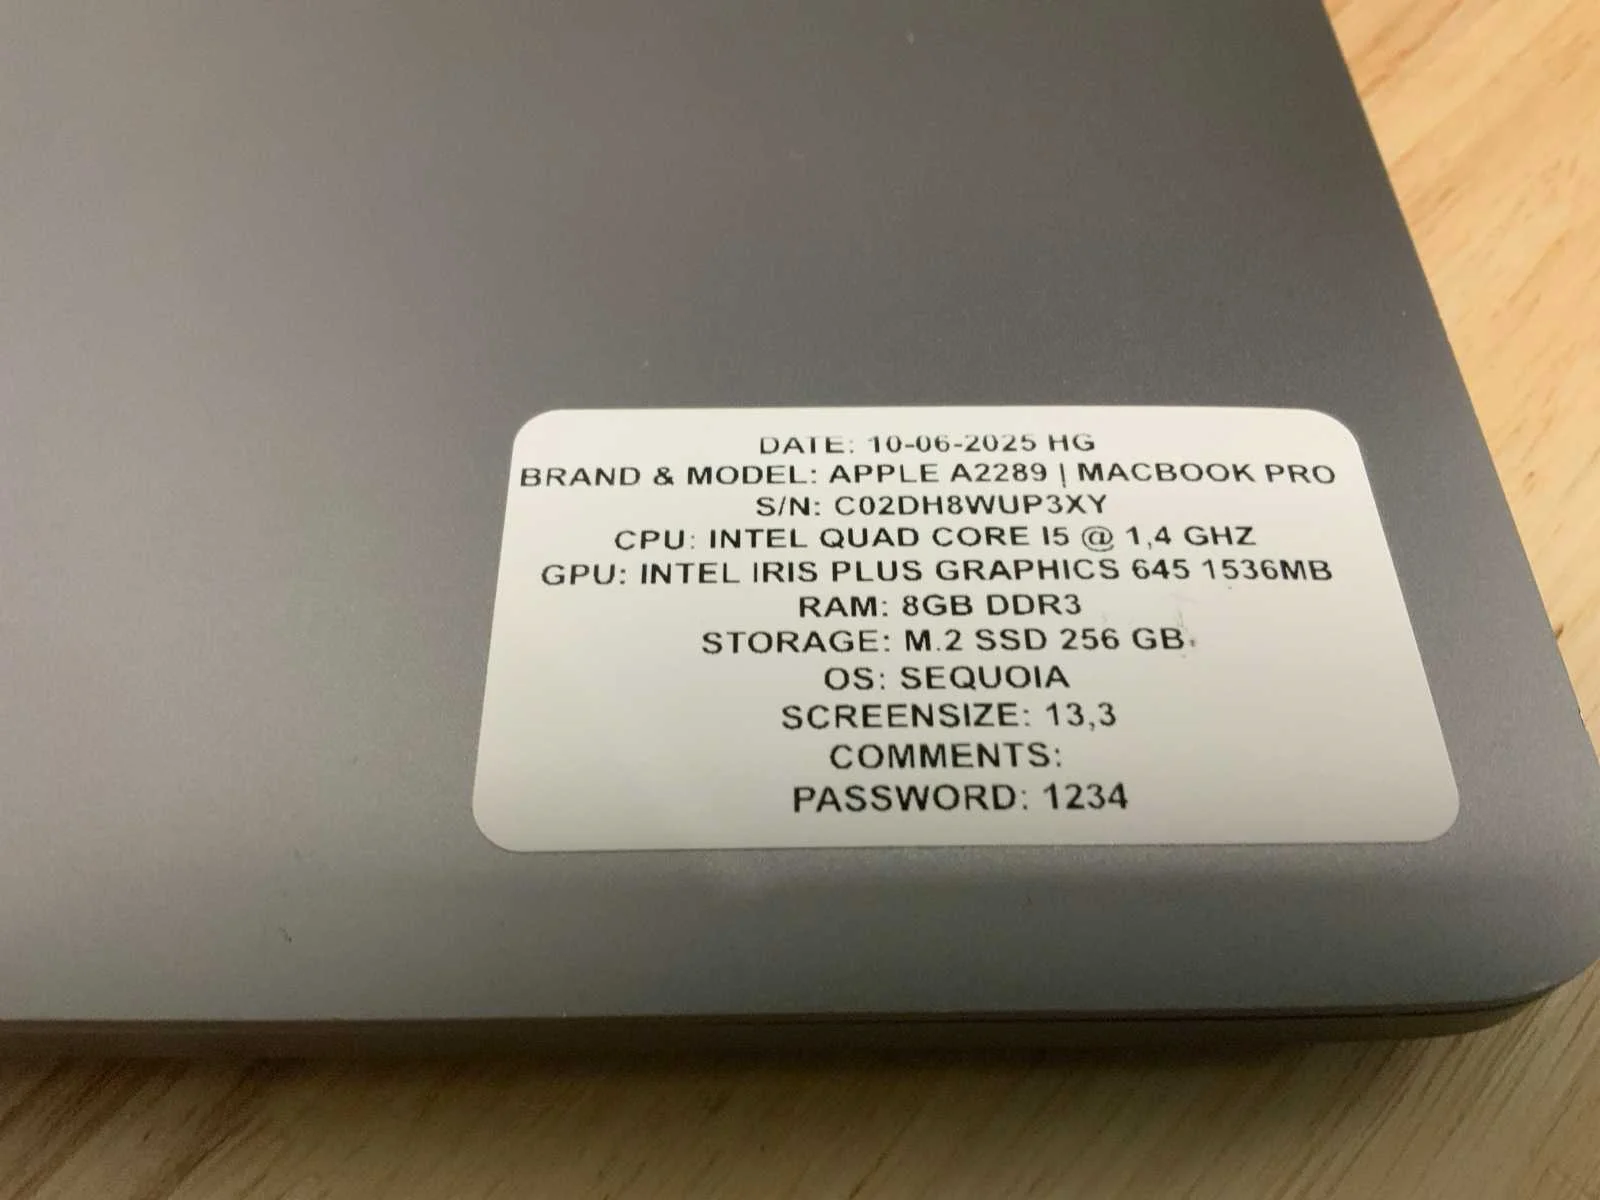 DATE: 10-06-2025 HG
BRAND & MODEL: APPLE A2289 | MACBOOK PRO
S/N: C02DH8WUP3XY
CPU: INTEL QUAD CORE I5 @ 1,4 GHZ
GPU: INTEL IRIS PLUS GRAPHICS 645 1536MB
RAM: 8GB DDR3
STORAGE: M.2 SSD 256 GB
OS: SEQUOIA
SCREENSIZE: 13,3
COMMENTS:
PASSWORD: 1234